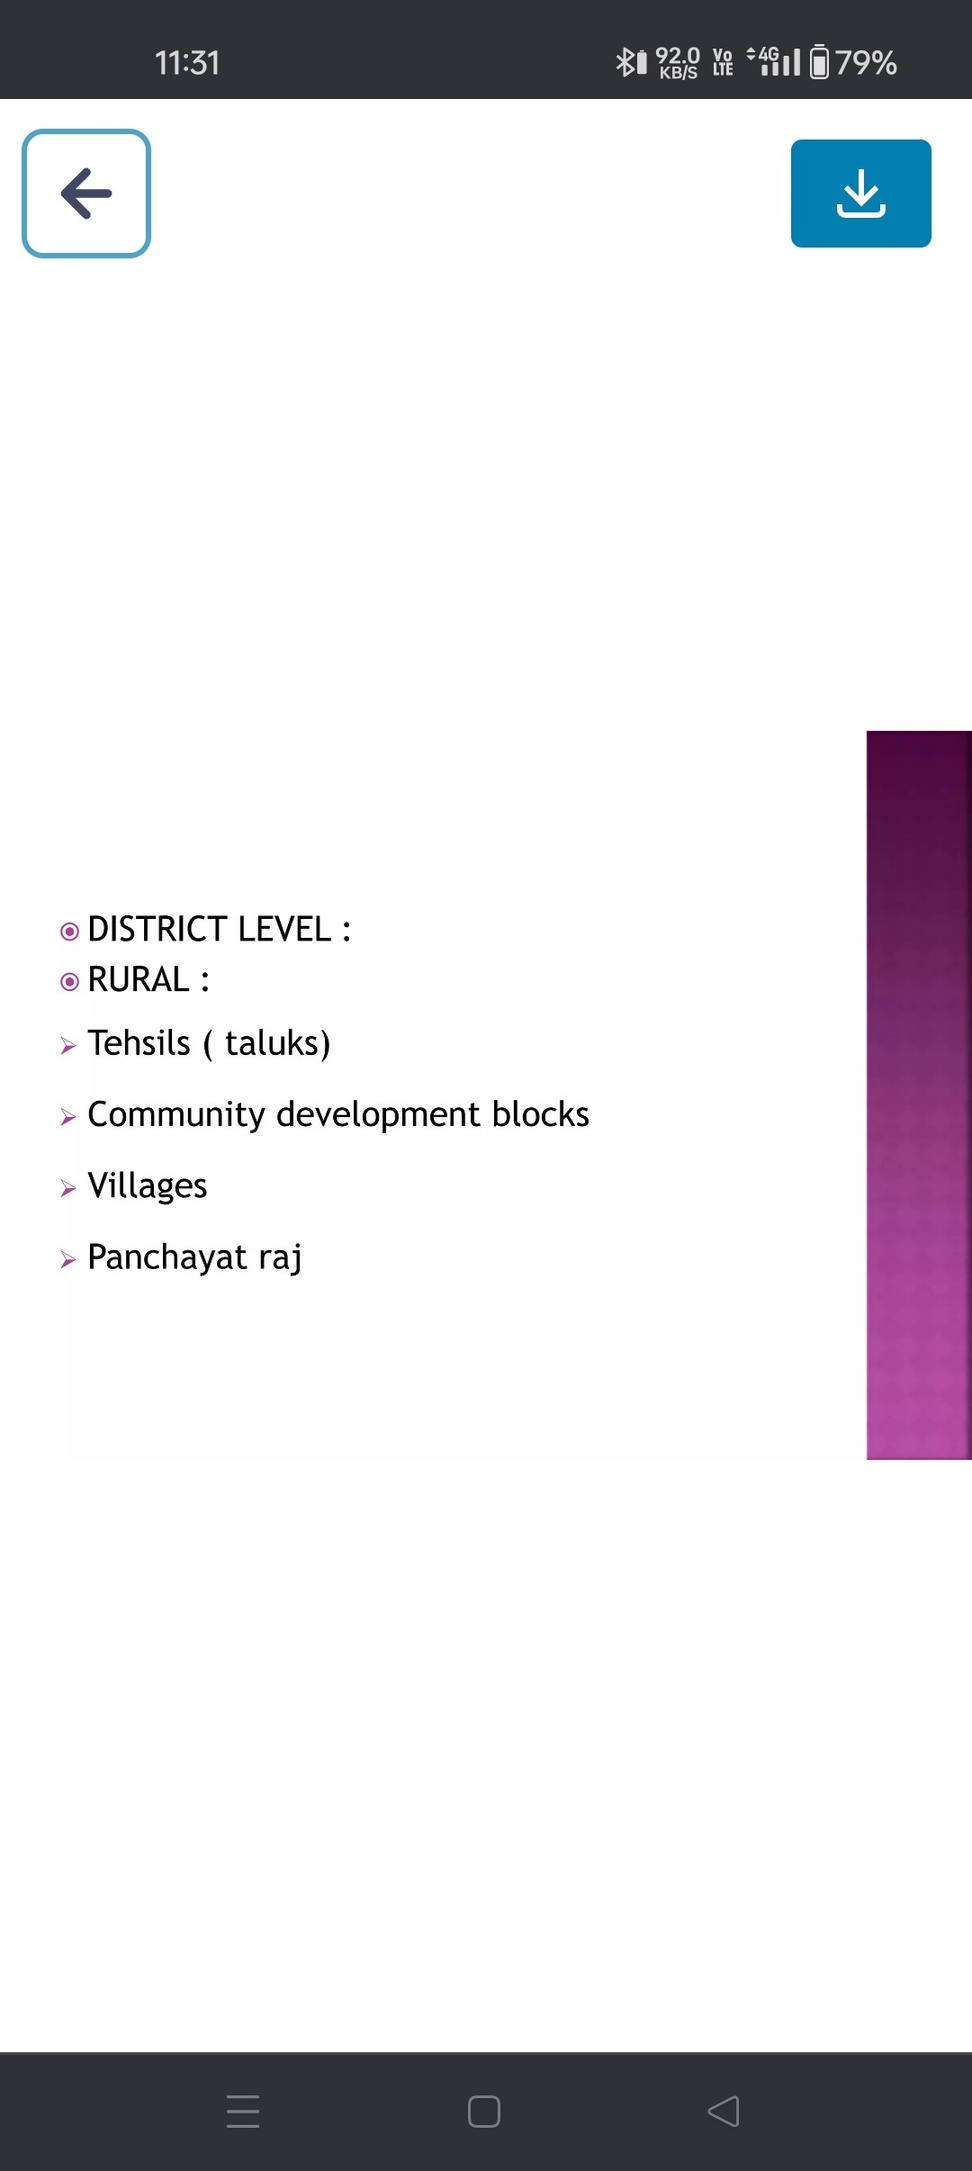 11:31
92.0 KB/S Vo LTE 4G 79%
DISTRICT LEVEL :
RURAL :
Tehsils ( taluks)
Community development blocks
Villages
Panchayat raj